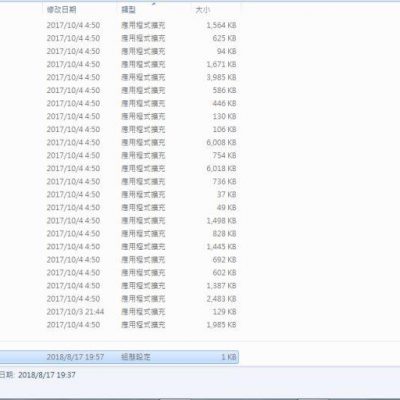 修改日期 類型 大小
2017/10/4 4:50 應用程式擴充 1,564 KB
2017/10/4 4:50 應用程式擴充 625 KB
2017/10/4 4:50 應用程式擴充 94 KB
2017/10/4 4:50 應用程式擴充 1,671 KB
2017/10/4 4:50 應用程式擴充 3,985 KB
2017/10/4 4:50 應用程式擴充 586 KB
2017/10/4 4:50 應用程式擴充 446 KB
2017/10/4 4:50 應用程式擴充 130 KB
2017/10/4 4:50 應用程式擴充 106 KB
2017/10/4 4:50 應用程式擴充 6,008 KB
2017/10/4 4:50 應用程式擴充 754 KB
2017/10/4 4:50 應用程式擴充 6,018 KB
2017/10/4 4:50 應用程式擴充 736 KB
2017/10/4 4:50 應用程式擴充 37 KB
2017/10/4 4:50 應用程式擴充 49 KB
2017/10/4 4:50 應用程式擴充 1,498 KB
2017/10/4 4:50 應用程式擴充 828 KB
2017/10/4 4:50 應用程式擴充 1,445 KB
2017/10/4 4:50 應用程式擴充 692 KB
2017/10/4 4:50 應用程式擴充 602 KB
2017/10/4 4:50 應用程式擴充 1,387 KB
2017/10/4 4:50 應用程式擴充 2,483 KB
2017/10/3 21:44 應用程式擴充 129 KB
2017/10/4 4:50 應用程式擴充 1,985 KB
2018/8/17 19:57 組態設定 1 KB
日期: 2018/8/17 19:37